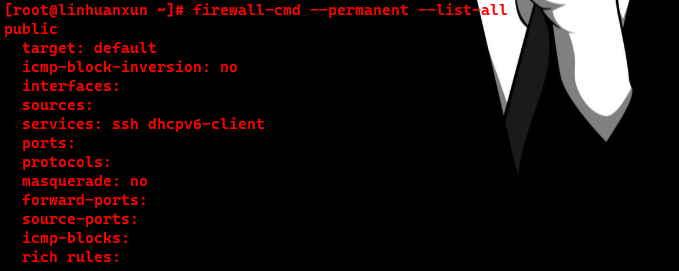 [root@linhuanxun ~]# firewall-cmd --permanent --list-all
public
  target: default
  icmp-block-inversion: no
  interfaces:
  sources:
  services: ssh dhcpv6-client
  ports:
  protocols:
  masquerade: no
  forward-ports:
  source-ports:
  icmp-blocks:
  rich rules: